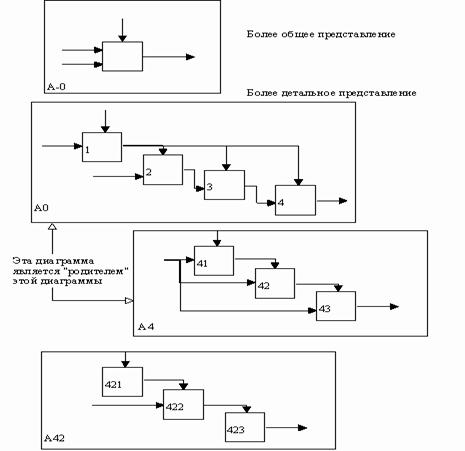 Более общее представление
A-0
Более детальное представление
1
2
3
4
A0
Эта диаграмма
является "родителем"
этой диаграммы
41
42
43
A4
421
422
423
A42